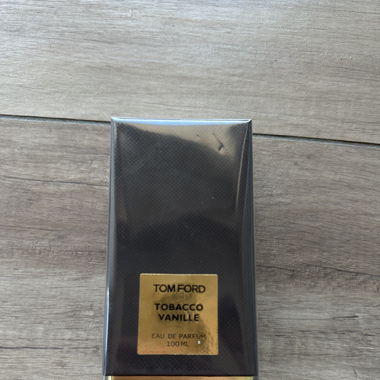 TOM FORD
TOBACCO
VANILLE
EAU DE PARFUM
100 ML